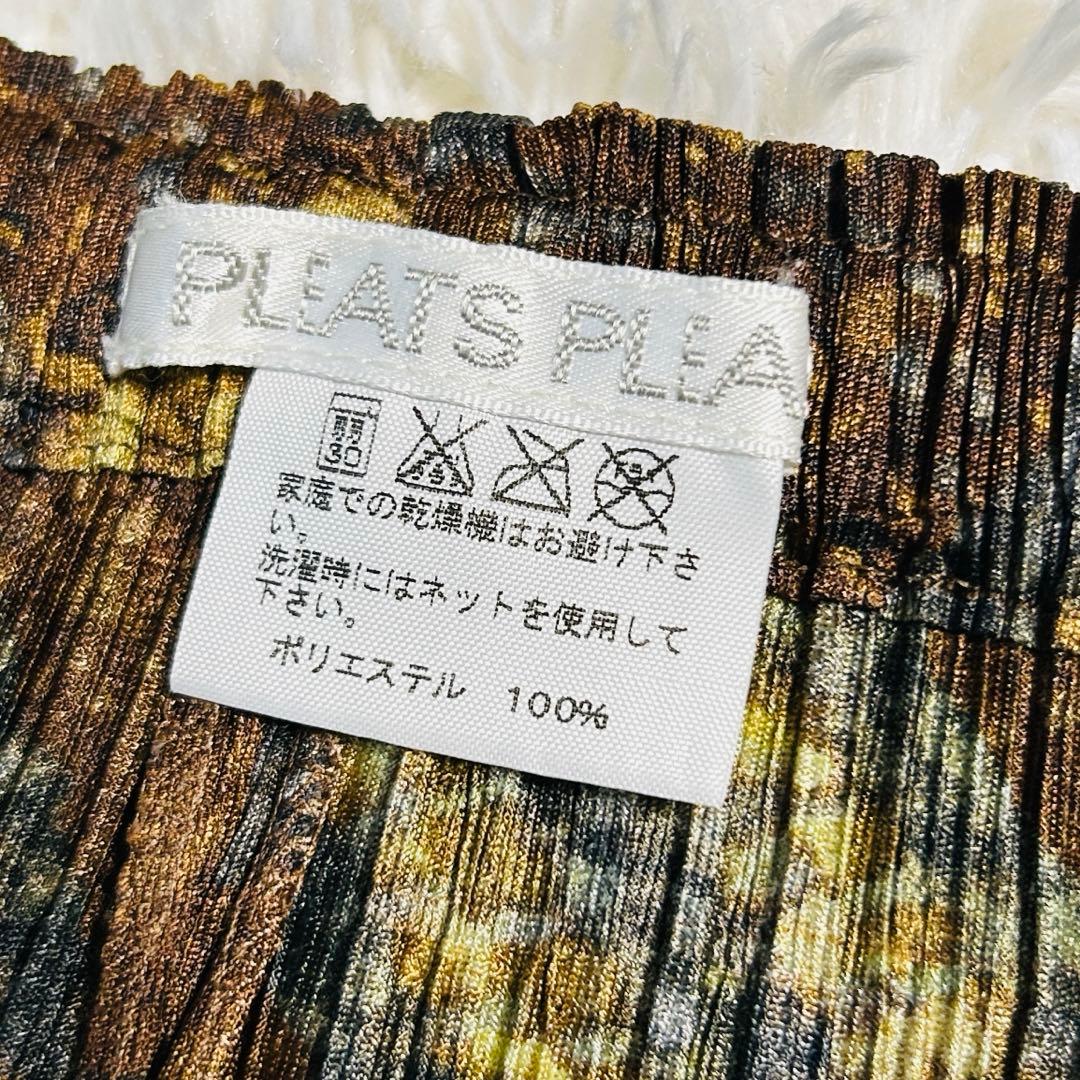 PLEATS PLEA
弱
30
家庭での乾燥機はお避け下さ
い。
洗濯時にはネットを使用して
下さい。
ポリエステル 100%